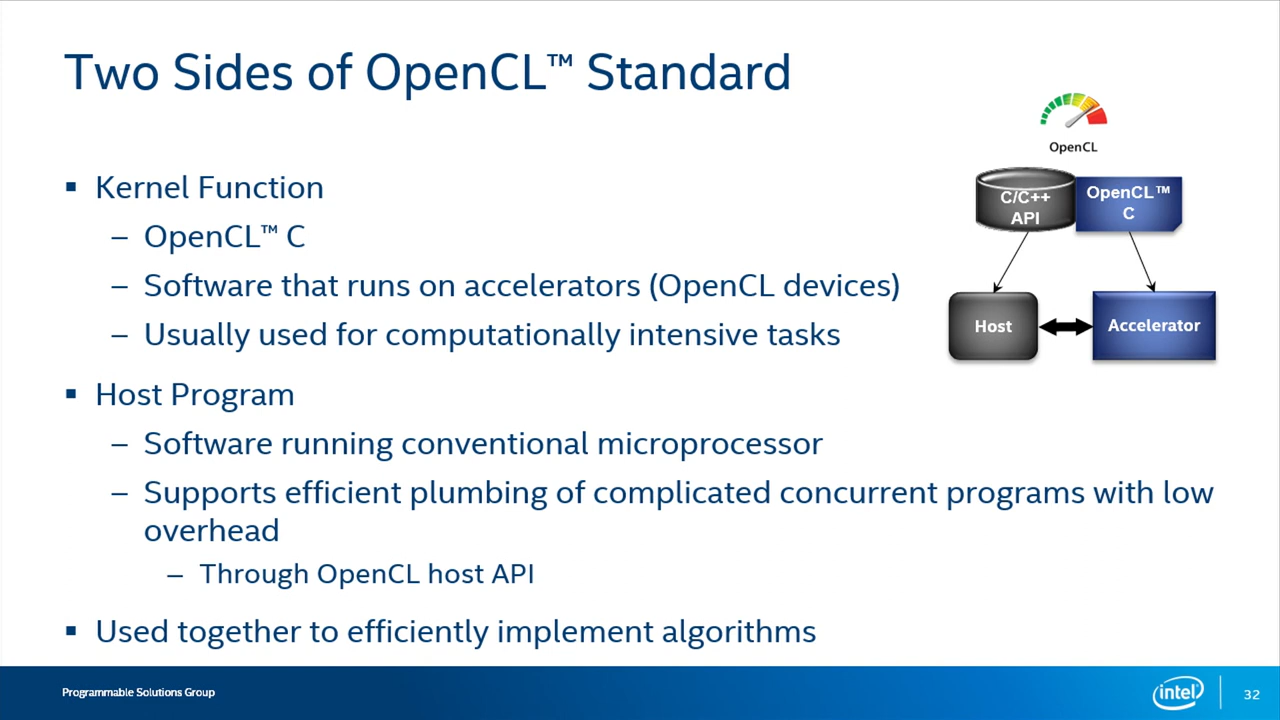 Two Sides of OpenCL™ Standard
OpenCL
C/C++
API
OpenCL™
C
Host
Accelerator
▪ Kernel Function
– OpenCL™ C
– Software that runs on accelerators (OpenCL devices)
– Usually used for computationally intensive tasks
▪ Host Program
– Software running conventional microprocessor
– Supports efficient plumbing of complicated concurrent programs with low
overhead
– Through OpenCL host API
▪ Used together to efficiently implement algorithms
Programmable Solutions Group
intel
32